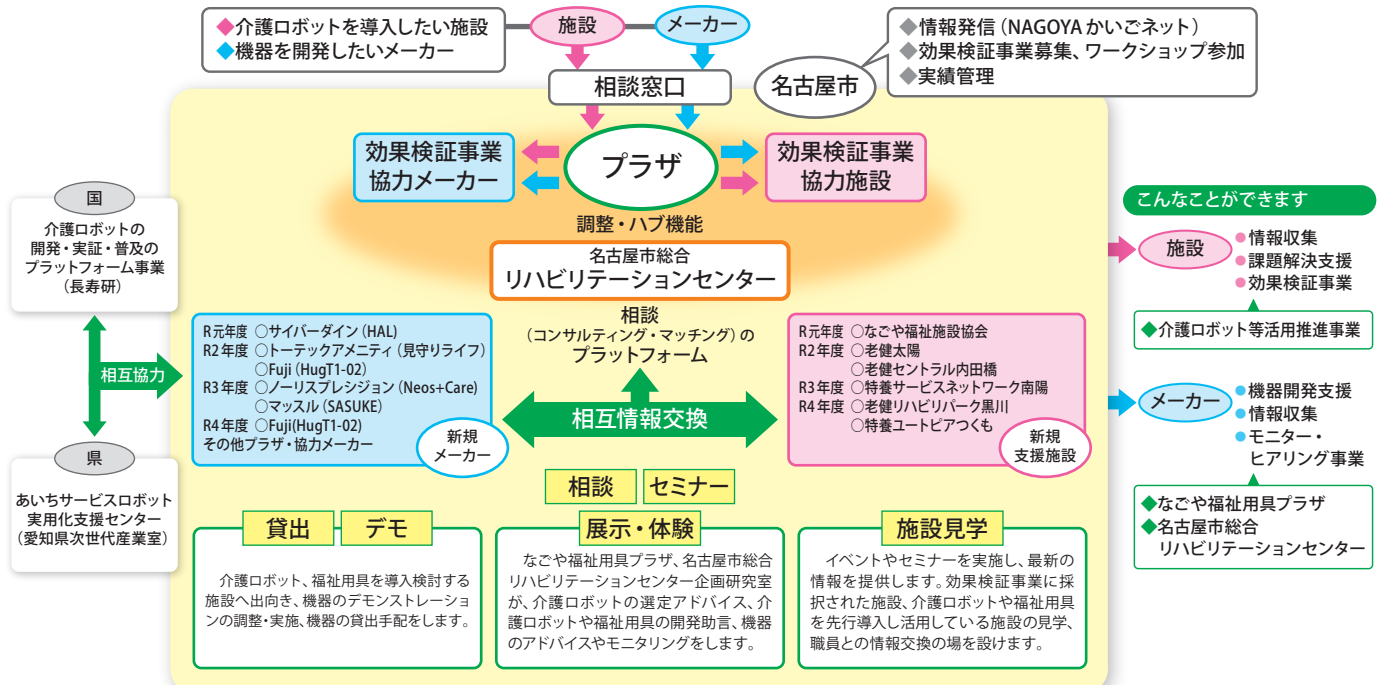 ◆介護ロボットを導入したい施設
◆機器を開発したいメーカー
施設
メーカー
相談窓口
名古屋市
◆情報発信(NAGOYAかいごネット)
◆効果検証事業募集、ワークショップ参加
◆実績管理
効果検証事業
協力メーカー
プラザ
効果検証事業
協力施設
調整・ハブ機能
名古屋市総合
リハビリテーションセンター
相談
(コンサルティング・マッチング)の
プラットフォーム
国
介護ロボットの
開発・実証・普及の
プラットフォーム事業
(長寿研)
相互協力
県
あいちサービスロボット
実用化支援センター
(愛知県次世代産業室)
R元年度 ○サイバーダイン(HAL)
R2年度 ○トーテックアメニティ(見守りライフ)
○Fuji(HugT1-02)
R3年度 ○ノーリスプレシジョン(Neos+Care)
○マッスル(SASUKE)
R4年度 ○Fuji(HugT1-02)
その他プラザ・協力メーカー
新規
メーカー
相互情報交換
R元年度 ○なごや福祉施設協会
R2年度 ○老健太陽
○老健セントラル内田橋
R3年度 ○特養サービスネットワーク南陽
R4年度 ○老健リハビリパーク黒川
○特養ユートピアつくも
新規
支援施設
相談
セミナー
貸出
デモ
介護ロボット、福祉用具を導入検討する
施設へ出向き、機器のデモンストレーショ
ンの調整・実施、機器の貸出手配をします。
展示・体験
なごや福祉用具プラザ、名古屋市総合
リハビリテーションセンター企画研究室
が、介護ロボットの選定アドバイス、介
護ロボットや福祉用具の開発助言、機器
のアドバイスやモニタリングをします。
施設見学
イベントやセミナーを実施し、最新の
情報を提供します。効果検証事業に採
択された施設、介護ロボットや福祉用具
を先行導入し活用している施設の見学、
職員との情報交換の場を設けます。
こんなことができます
施設
●情報収集
●課題解決支援
●効果検証事業
◆介護ロボット等活用推進事業
メーカー
●機器開発支援
●情報収集
●モニター・
ヒアリング事業
◆なごや福祉用具プラザ
◆名古屋市総合
リハビリテーションセンター